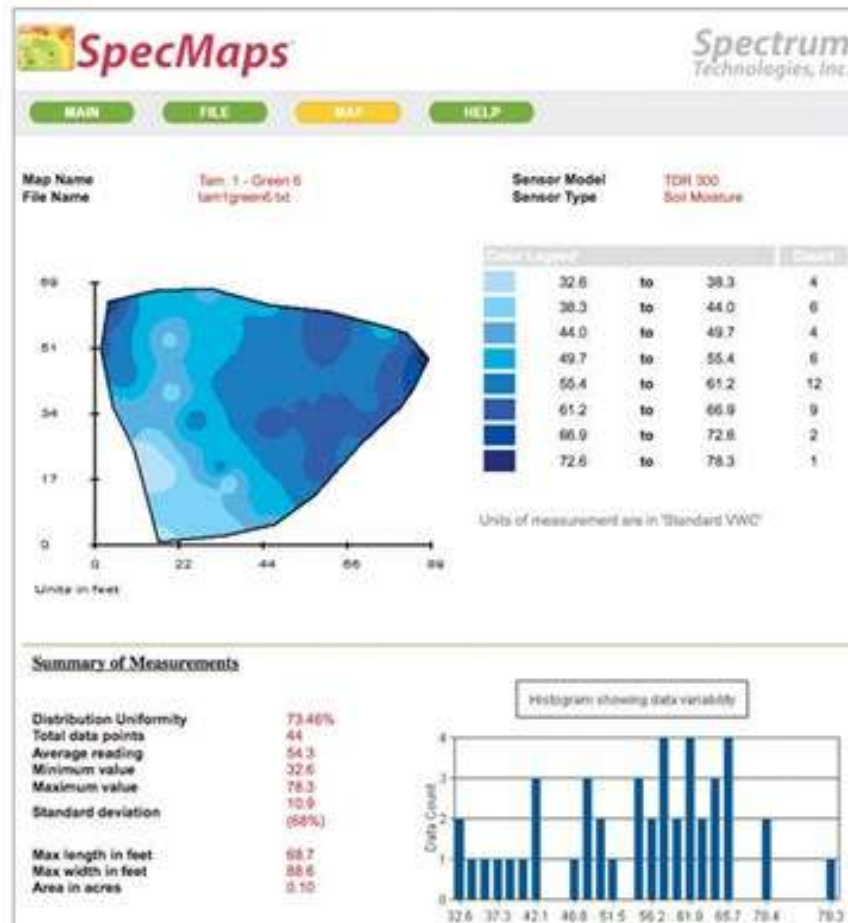 SpecMaps
Spectrum
Technologies, Inc.
MAIN FILE MAP HELP
Map Name Tam 1 - Green 6 Sensor Model TDR 300
File Name tam1green6.txt Sensor Type Soil Moisture
Color Legend Count
32.6 to 38.3 4
38.3 to 44.0 6
44.0 to 49.7 4
49.7 to 55.4 6
55.4 to 61.2 12
61.2 to 66.9 9
66.9 to 72.6 2
72.6 to 78.3 1
Units of measurement are in "Standard VWC"
51
34
17
0
0 22 44 66
Units in feet
Summary of Measurements
Histogram showing data variability
Distribution Uniformity 73.46%
Total data points 44
Average reading 54.3
Minimum value 32.6
Maximum value 78.3
Standard deviation 10.9
(68%)
Max length in feet 68.7
Max width in feet 88.6
Area in acres 0.10
Data Count
4
3
2
1
0
32.6 37.3 42.1 46.8 51.5 56.2 61.9 65.7 78.3